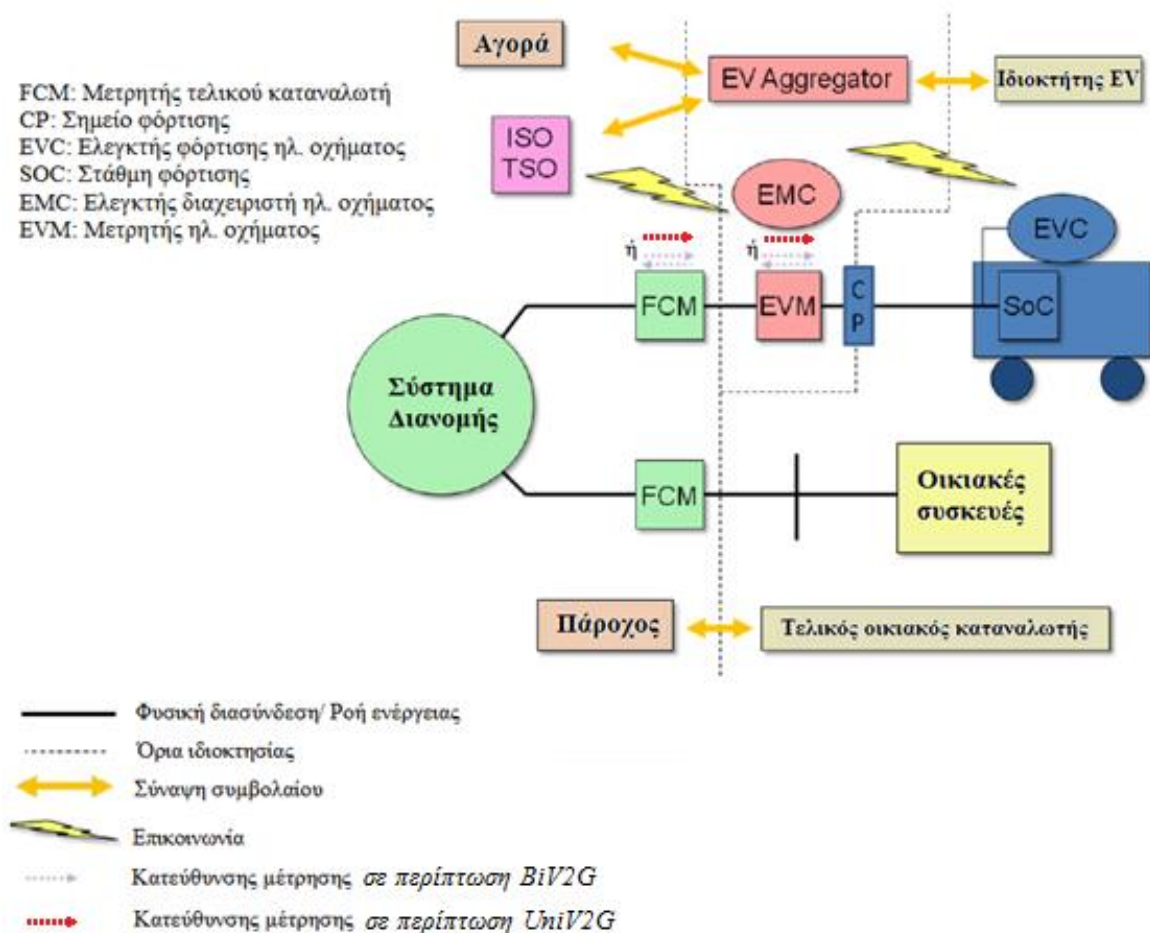 Αγορά
EV Aggregator
Ιδιοκτήτης EV
FCM: Μετρητής τελικού καταναλωτή
CP: Σημείο φόρτισης
EVC: Ελεγκτής φόρτισης ηλ. οχήματος
SOC: Στάθμη φόρτισης
EMC: Ελεγκτής διαχειριστή ηλ. οχήματος
EVM: Μετρητής ηλ. οχήματος
ISO
TSO
EMC
EVC
ή
ή
FCM
EVM
C
P
SoC
Σύστημα
Διανομής
FCM
Οικιακές
συσκευές
Πάροχος
Τελικός οικιακός καταναλωτής
Φυσική διασύνδεση/ Ροή ενέργειας
Όρια ιδιοκτησίας
Σύναψη συμβολαίου
Επικοινωνία
Κατεύθυνσης μέτρησης σε περίπτωση BiV2G
Κατεύθυνσης μέτρησης σε περίπτωση UniV2G